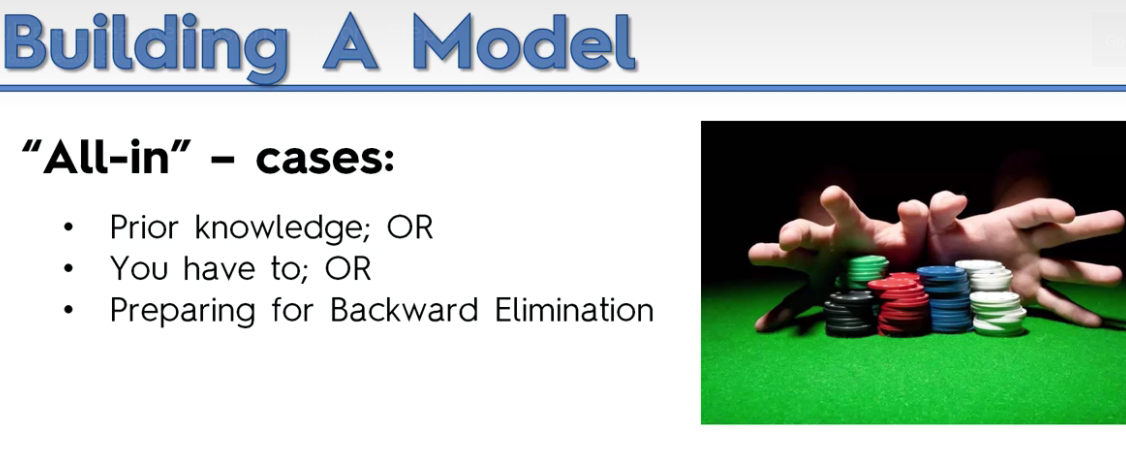 Building A Model
"All-in" – cases:
• Prior knowledge; OR
• You have to; OR
• Preparing for Backward Elimination